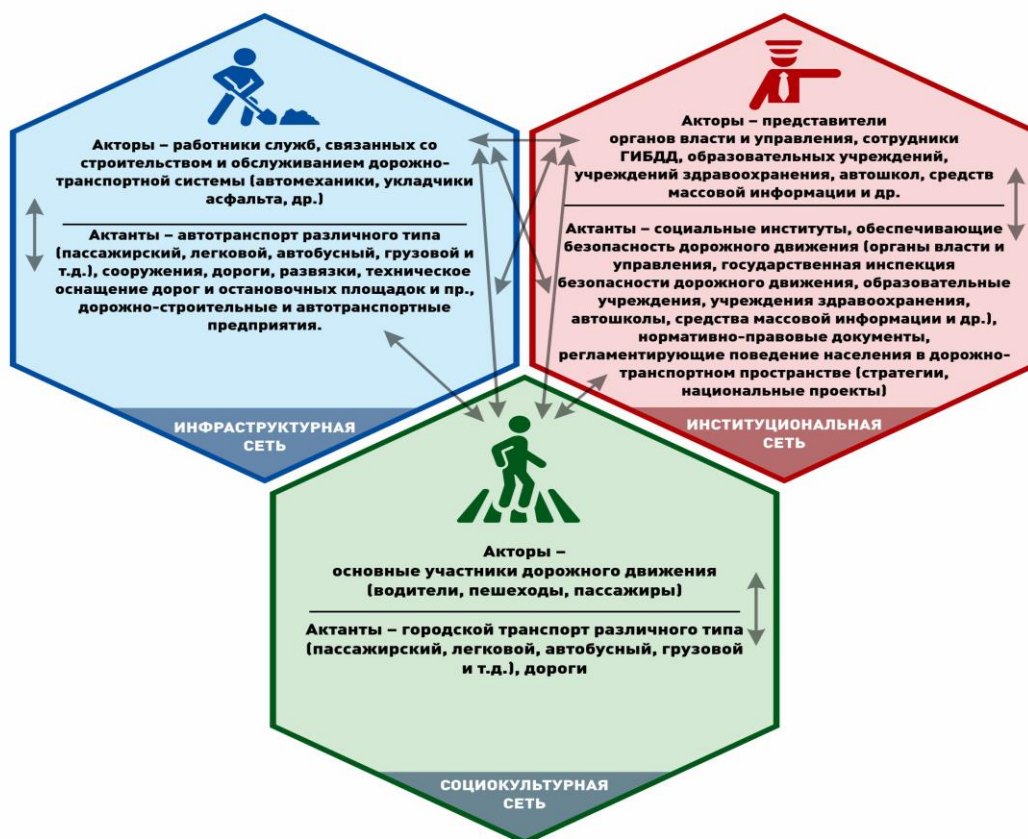 Акторы – работники служб, связанных со
строительством и обслуживанием дорожно-
транспортной системы (автомеханики, укладчики
асфальта, др.)
Актанты – автотранспорт различного типа
(пассажирский, легковой, автобусный, грузовой и
т.д.), сооружения, дороги, развязки, техническое
оснащение дорог и остановочных площадок и пр.,
дорожно-строительные и автотранспортные
предприятия.
ИНФРАСТРУКТУРНАЯ
СЕТЬ
Акторы – представители
органов власти и управления, сотрудники
ГИБДД, образовательных учреждений,
учреждений здравоохранения, автошкол, средств
массовой информации и др.
Актанты – социальные институты, обеспечивающие
безопасность дорожного движения (органы власти и
управления, государственная инспекция
безопасности дорожного движения, образовательные
учреждения, учреждения здравоохранения,
автошколы, средства массовой информации и др.),
нормативно-правовые документы,
регламентирующие поведение населения в дорожно-
транспортном пространстве (стратегии,
национальные проекты)
ИНСТИТУЦИОНАЛЬНАЯ
СЕТЬ
Акторы –
основные участники дорожного движения
(водители, пешеходы, пассажиры)
Актанты – городской транспорт различного типа
(пассажирский, легковой, автобусный, грузовой
и т.д.), дороги
СОЦИОКУЛЬТУРНАЯ
СЕТЬ